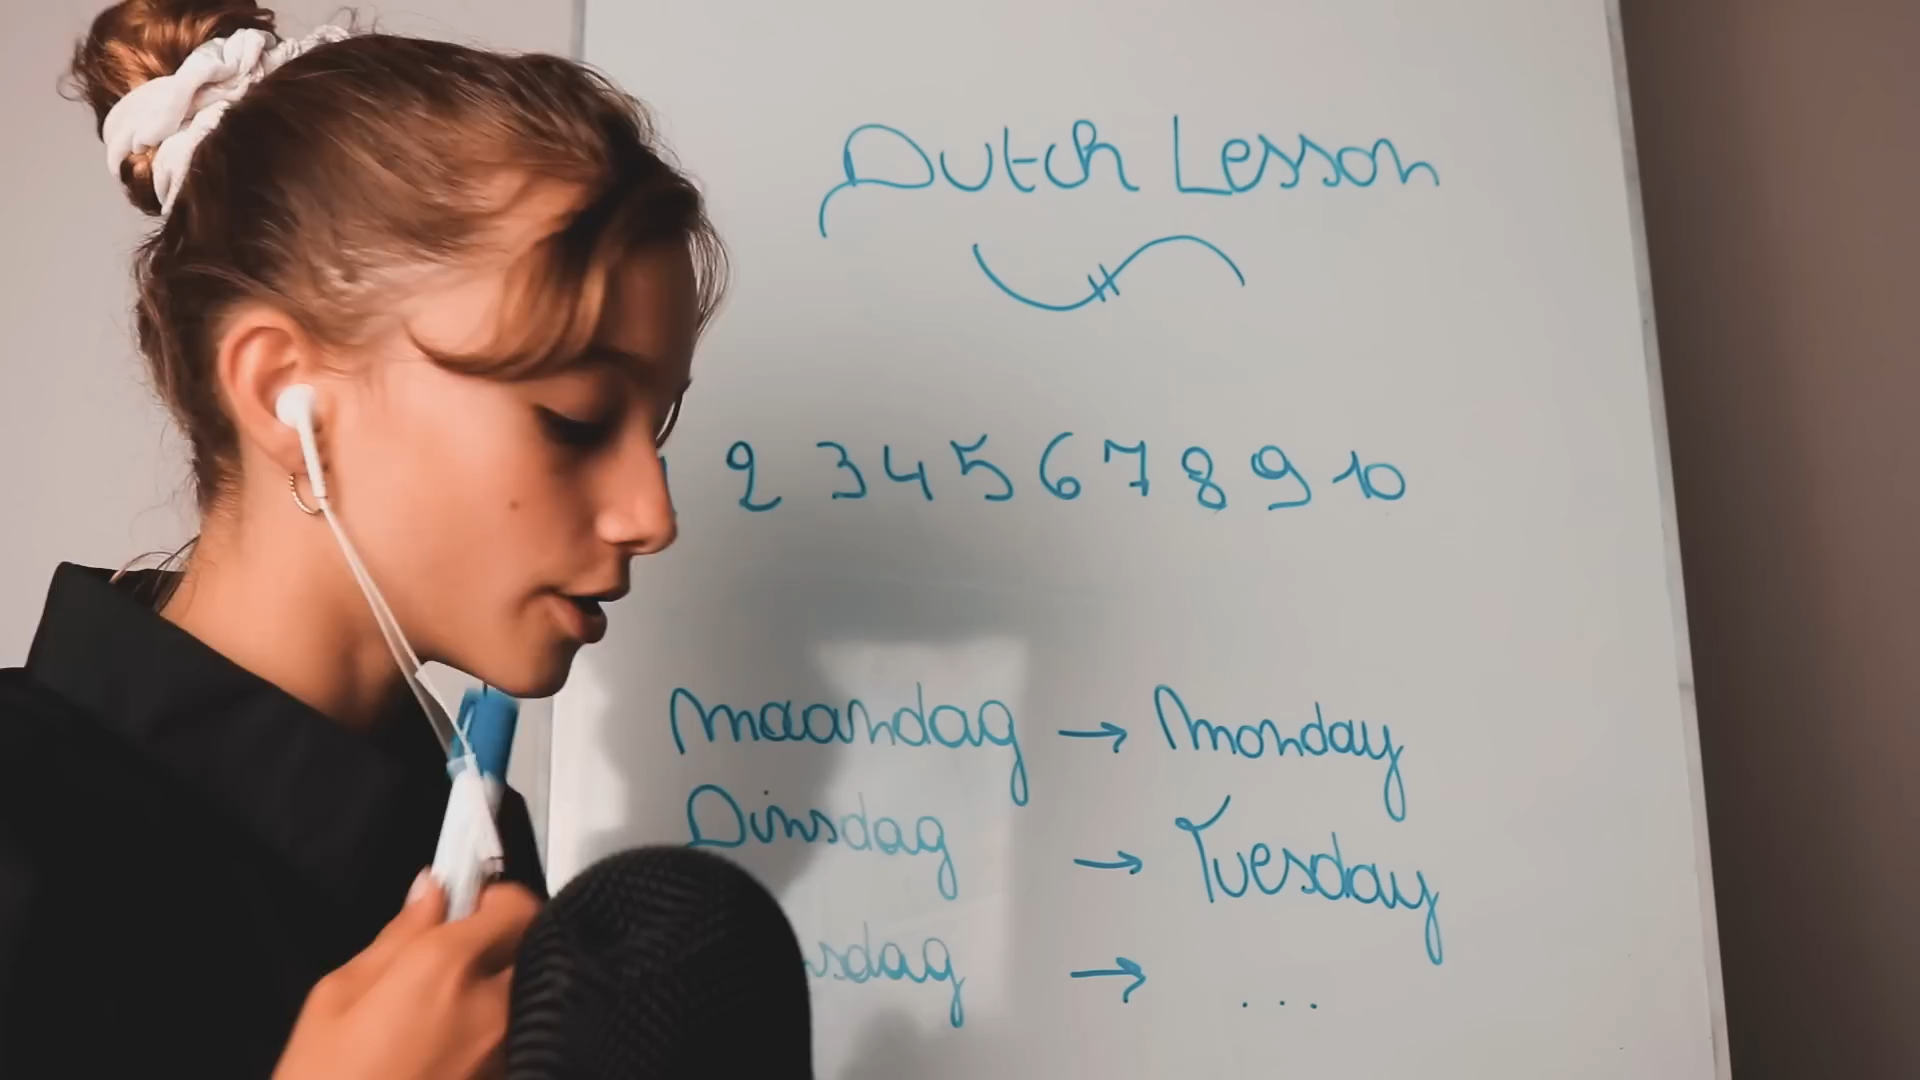 Dutch Lesson
2 3 4 5 6 7 8 9 10
Maandag → Monday
Dinsdag → Tuesday
→ ...